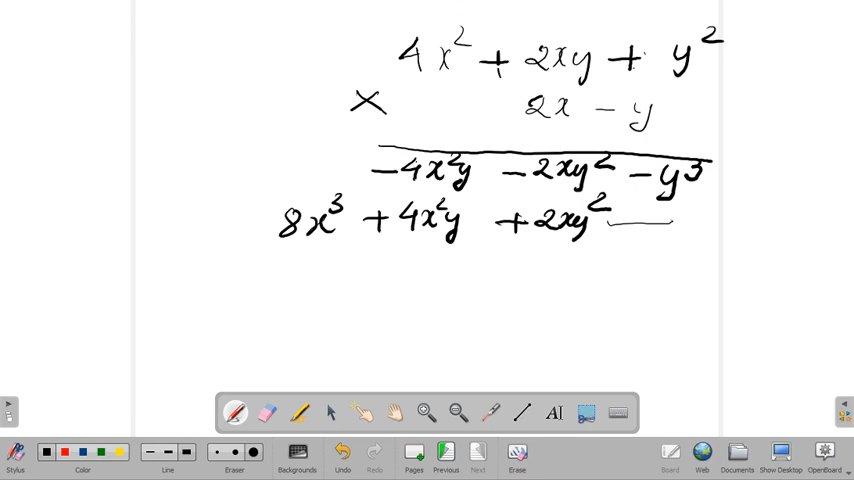 4x² + 2xy + y²
× 2x - y
-4x²y - 2xy² - y³
8x³ + 4x²y + 2xy²
AI
Stylus
Color
Line
Eraser
Backgrounds
Undo
Redo
Pages
Previous
Next
Erase
Board
Web
Documents
Show Desktop
OpenBoard